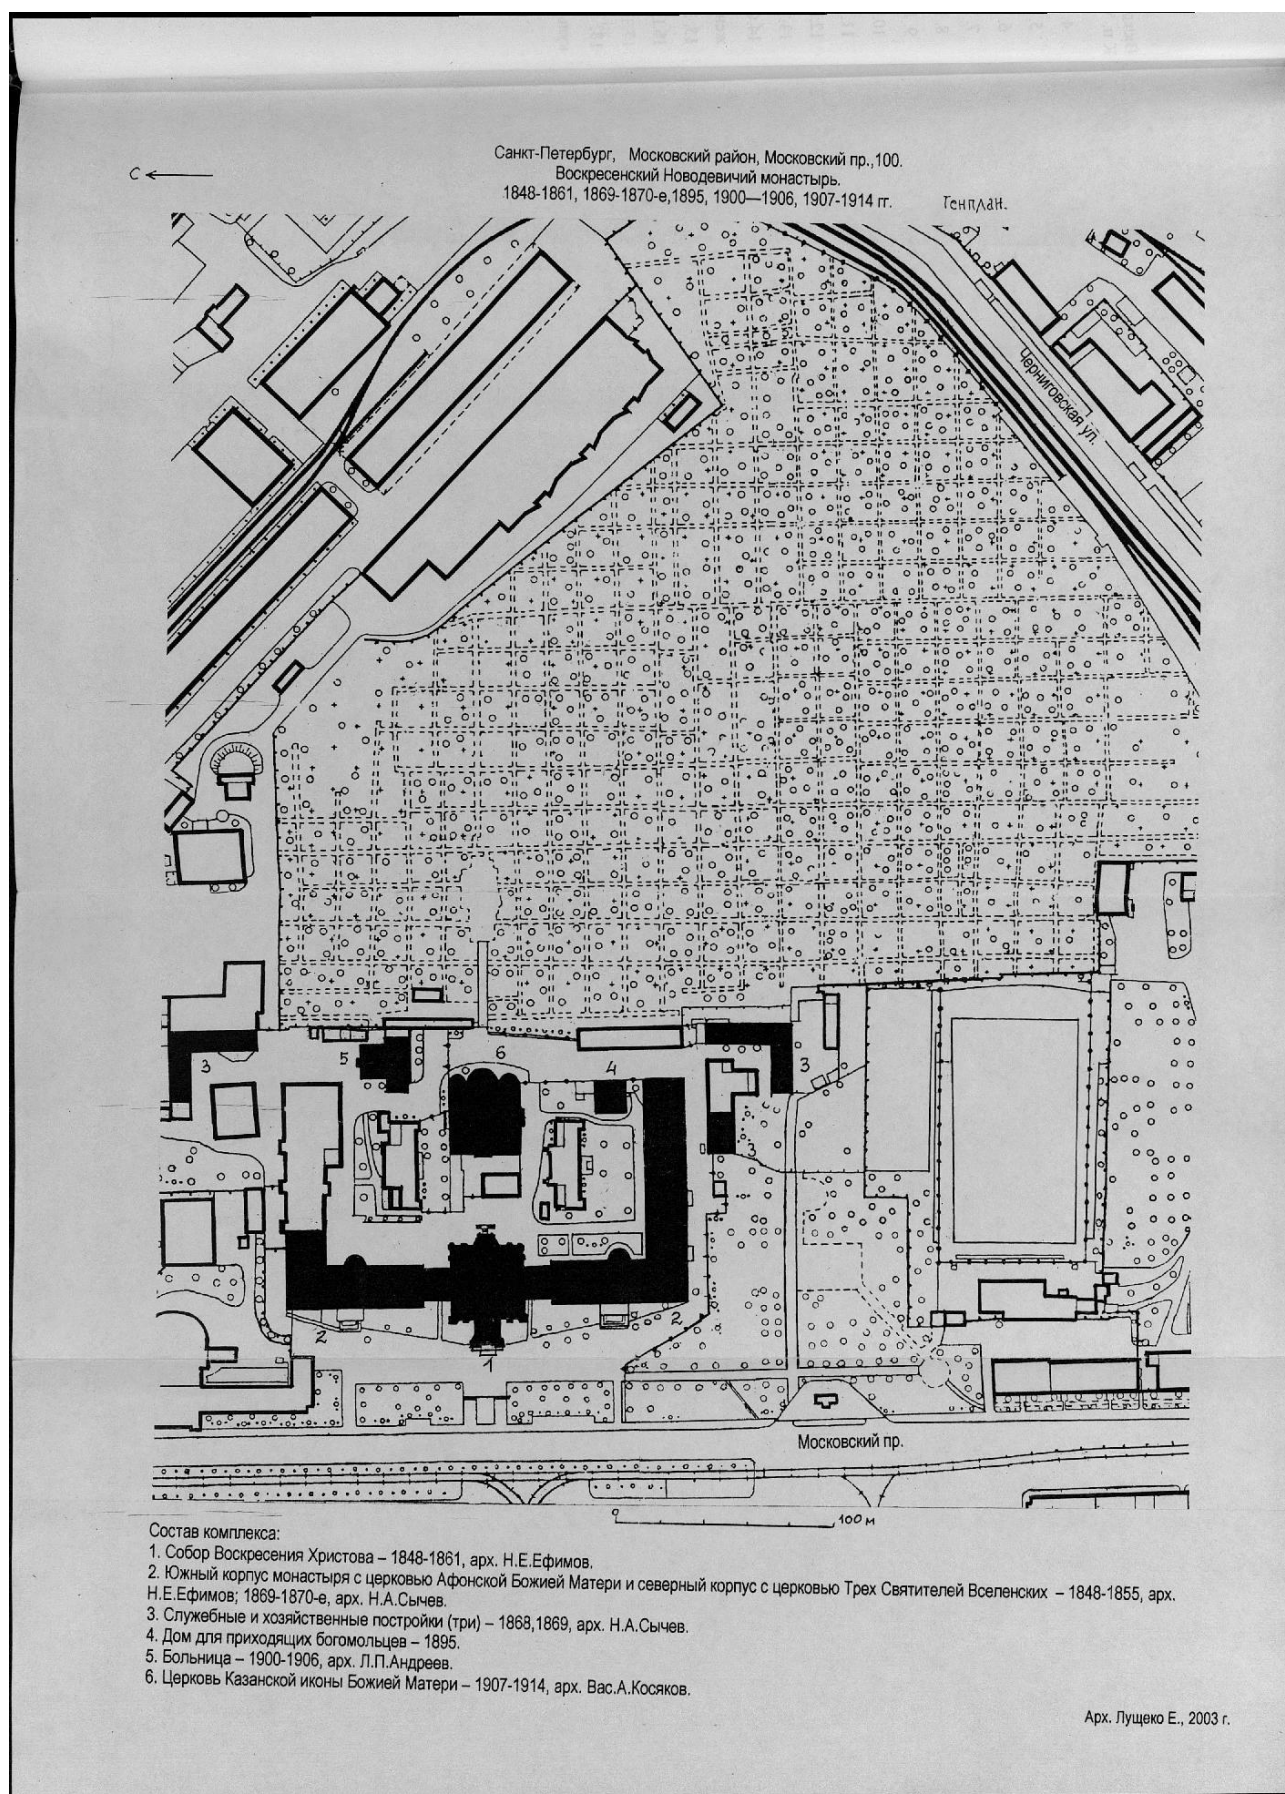 Санкт-Петербург, Московский район, Московский пр.,100.
Воскресенский Новодевичий монастырь.
1848-1861, 1869-1870-е,1895, 1900—1906, 1907-1914 гг.
Генплан.
С
Черниговская ул.
3
5
6
4
3
3
2
2
1
Московский пр.
0
100 м
Состав комплекса:
1. Собор Воскресения Христова – 1848-1861, арх. Н.Е.Ефимов.
2. Южный корпус монастыря с церковью Афонской Божией Матери и северный корпус с церковью Трех Святителей Вселенских – 1848-1855, арх.
Н.Е.Ефимов; 1869-1870-е, арх. Н.А.Сычев.
3. Служебные и хозяйственные постройки (три) – 1868,1869, арх. Н.А.Сычев.
4. Дом для приходящих богомольцев – 1895.
5. Больница – 1900-1906, арх. Л.П.Андреев.
6. Церковь Казанской иконы Божией Матери – 1907-1914, арх. Вас.А.Косяков.
Арх. Лущеко Е., 2003 г.